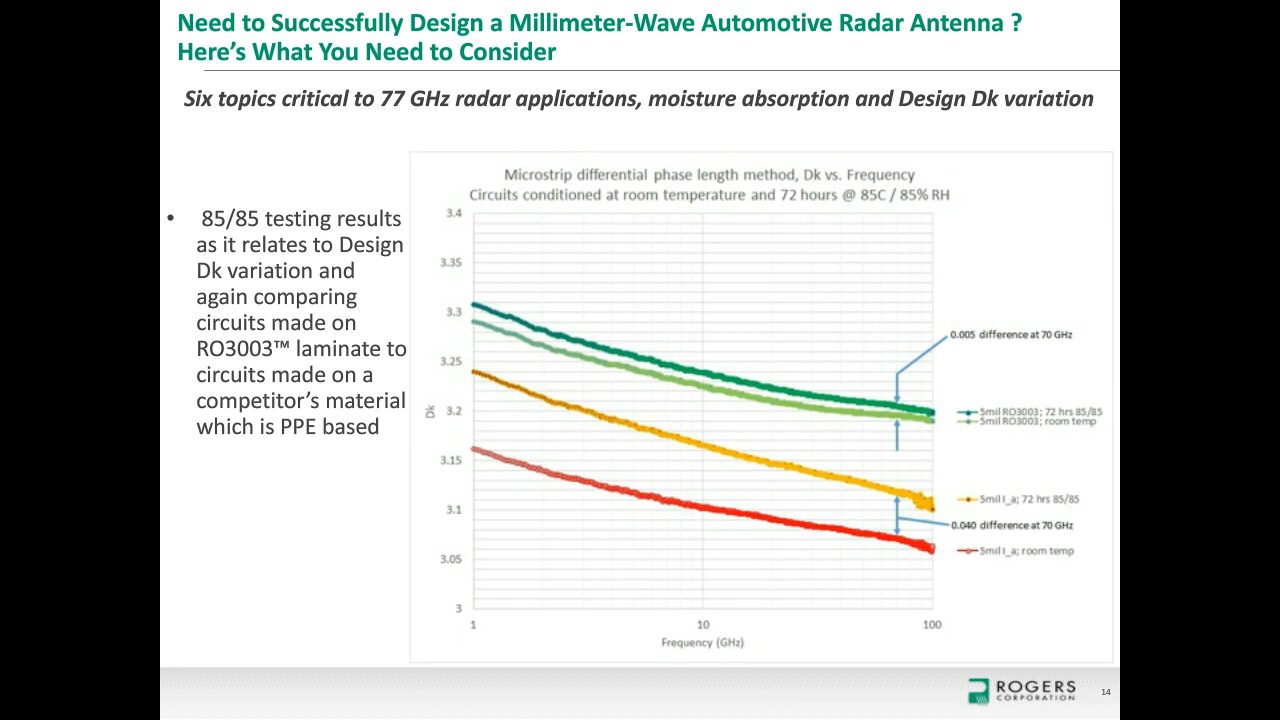 Need to Successfully Design a Millimeter-Wave Automotive Radar Antenna ?
Here's What You Need to Consider
Six topics critical to 77 GHz radar applications, moisture absorption and Design Dk variation
• 85/85 testing results
as it relates to Design
Dk variation and
again comparing
circuits made on
RO3003™ laminate to
circuits made on a
competitor's material
which is PPE based
Microstrip differential phase length method, Dk vs. Frequency
Circuits conditioned at room temperature and 72 hours @ 85C / 85% RH
3.4
3.35
3.3
3.25
3.2
3.15
3.1
3.05
3
Dk
1
10
100
Frequency (GHz)
0.005 difference at 70 GHz
5mil RO3003; 72 hrs 85/85
5mil RO3003; room temp
5mil I_a; 72 hrs 85/85
0.040 difference at 70 GHz
5mil I_a; room temp
ROGERS
CORPORATION
14